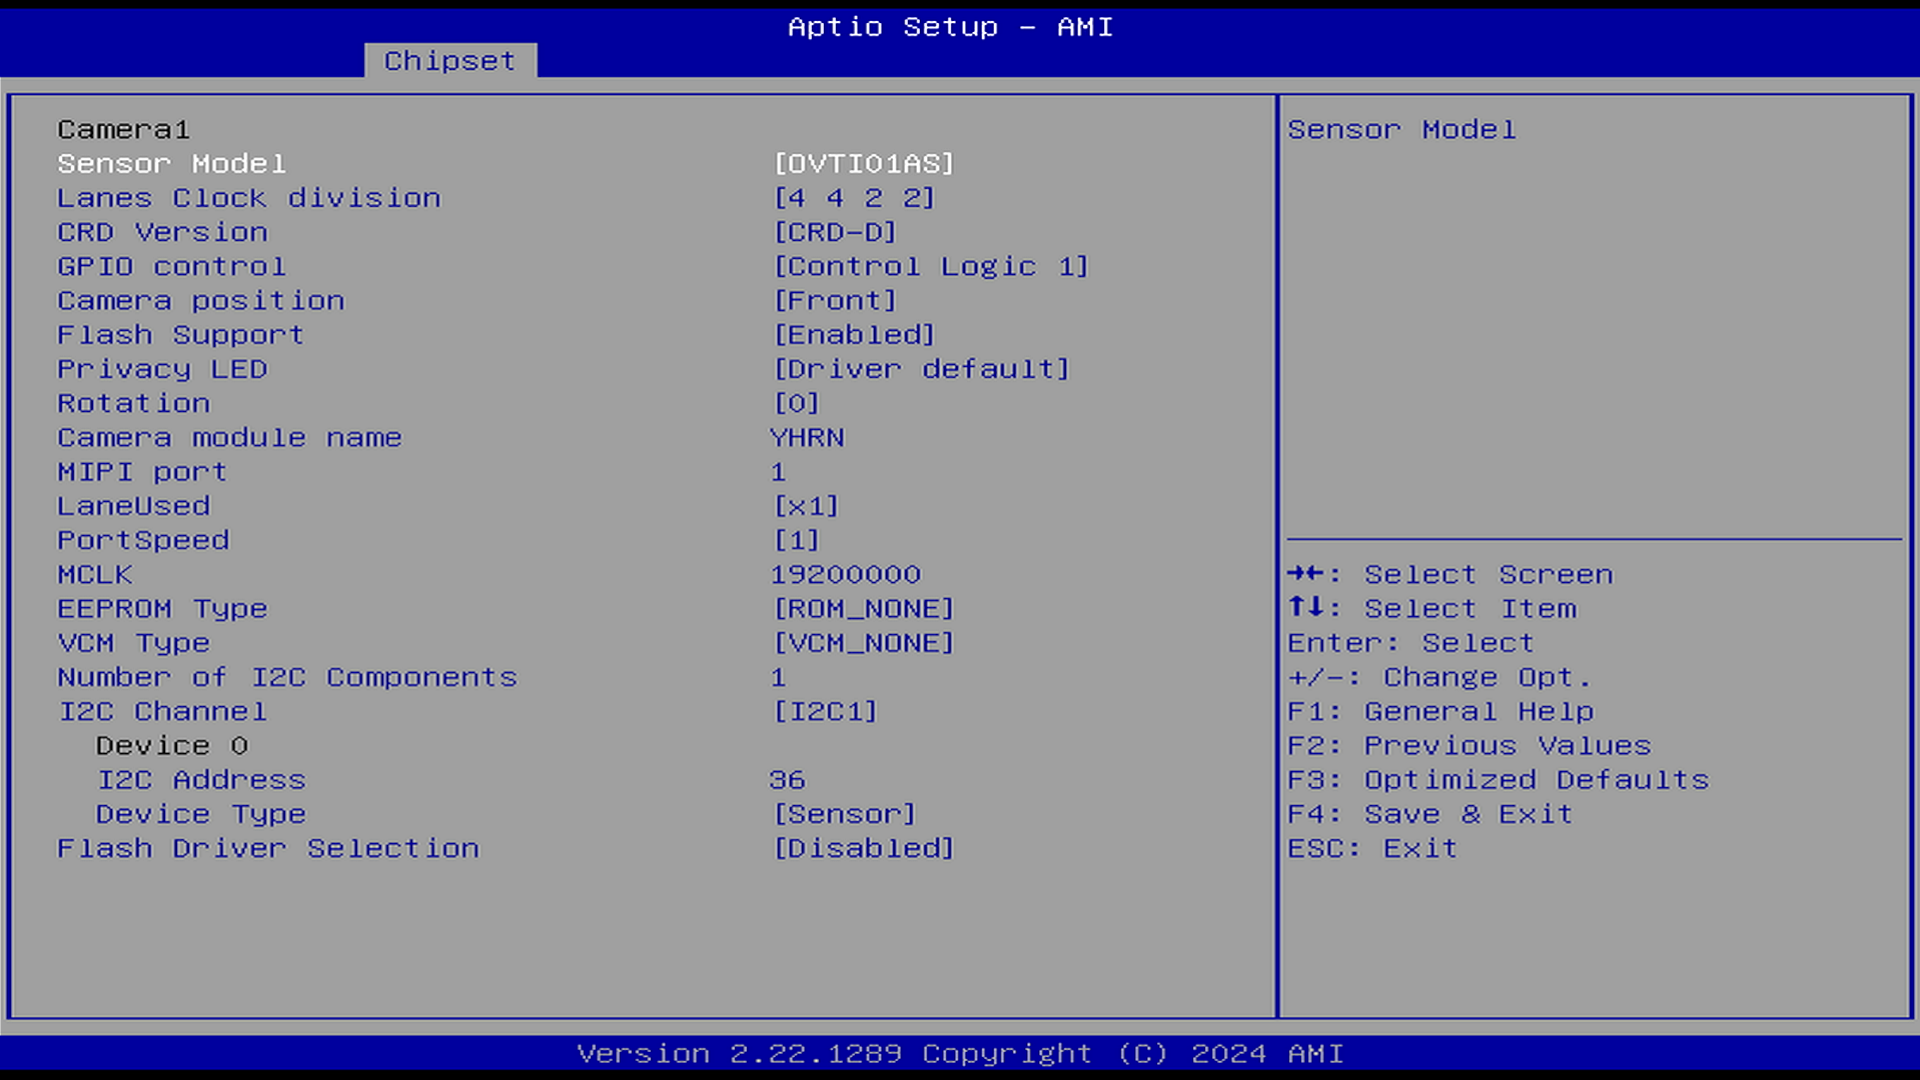 Aptio Setup - AMI
Chipset
Camera1
Sensor Model [OVTI01AS]
Lanes Clock division [4 4 2 2]
CRD Version [CRD-D]
GPIO control [Control Logic 1]
Camera position [Front]
Flash Support [Enabled]
Privacy LED [Driver default]
Rotation [0]
Camera module name YHRN
MIPI port 1
LaneUsed [x1]
PortSpeed [1]
MCLK 19200000
EEPROM Type [ROM_NONE]
VCM Type [VCM_NONE]
Number of I2C Components 1
I2C Channel [I2C1]
Device 0
I2C Address 36
Device Type [Sensor]
Flash Driver Selection [Disabled]
Sensor Model
→←: Select Screen
↑↓: Select Item
Enter: Select
+/-: Change Opt.
F1: General Help
F2: Previous Values
F3: Optimized Defaults
F4: Save & Exit
ESC: Exit
Version 2.22.1289 Copyright (C) 2024 AMI